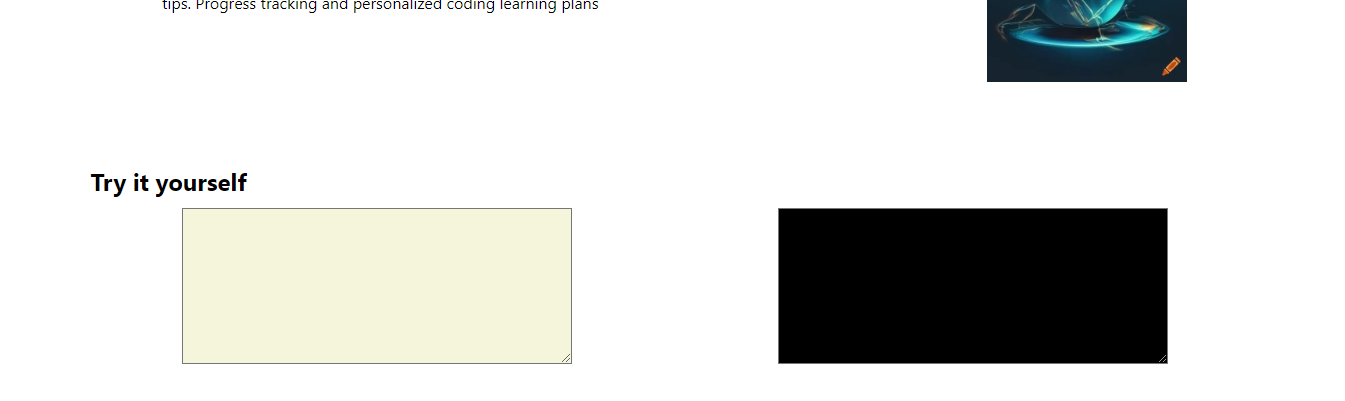 tips. Progress tracking and personalized coding learning plans
Try it yourself